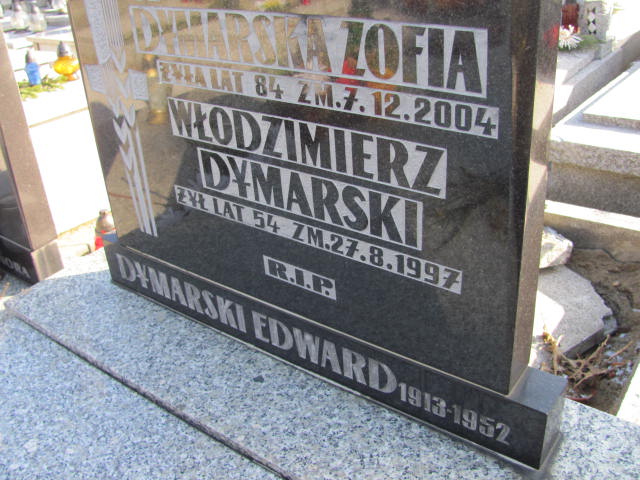 DYMARSKA ZOFIA
ŻYŁA LAT 84 ZM. 7.12.2004
WŁODZIMIERZ
DYMARSKI
ŻYŁ LAT 54 ZM. 27.8.1997
R.I.P.
DYMARSKI EDWARD 1913-1952